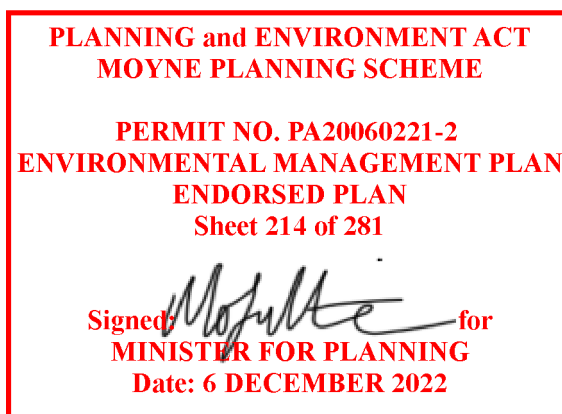 PLANNING and ENVIRONMENT ACT
MOYNE PLANNING SCHEME
PERMIT NO. PA20060221-2
ENVIRONMENTAL MANAGEMENT PLAN
ENDORSED PLAN
Sheet 214 of 281
Signed: for
MINISTER FOR PLANNING
Date: 6 DECEMBER 2022